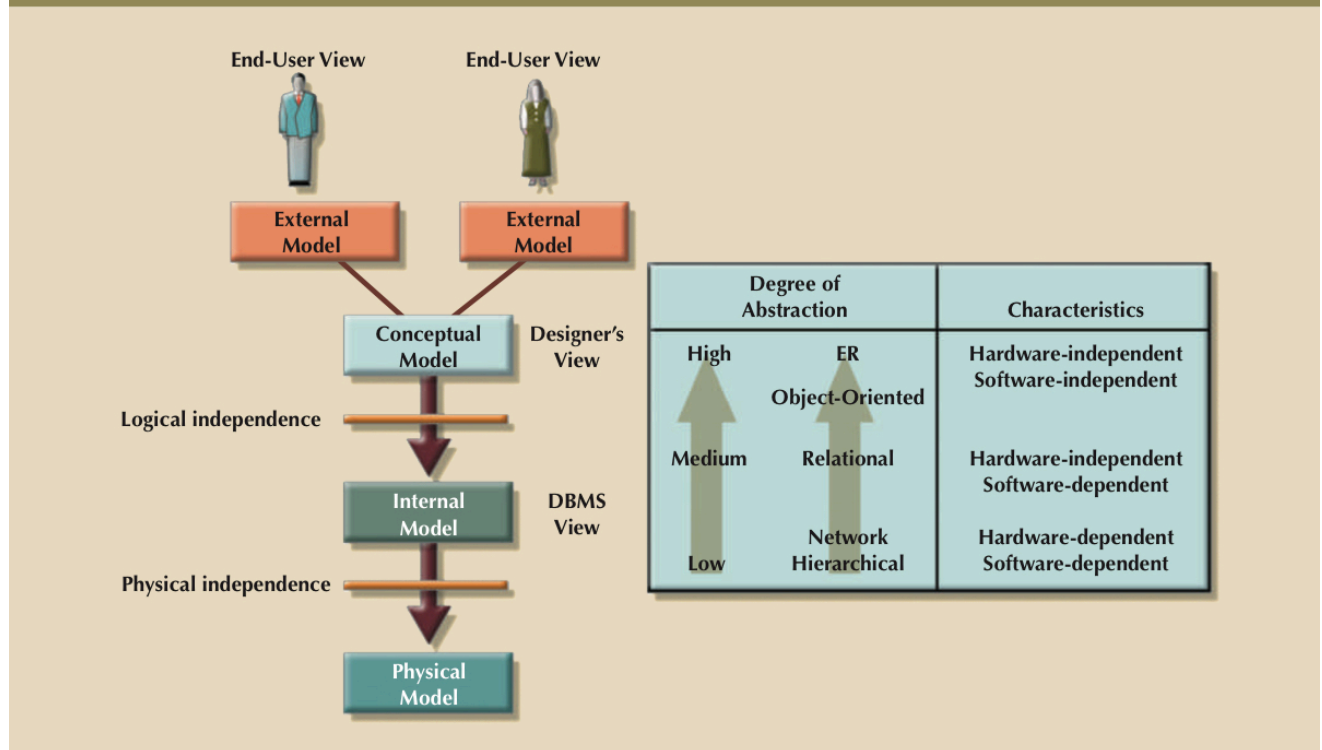 End-User View
End-User View
External
Model
External
Model
Conceptual
Model
Designer's
View
Logical independence
Internal
Model
DBMS
View
Physical independence
Physical
Model
Degree of
Abstraction
Characteristics
High
ER
Hardware-independent
Software-independent
Object-Oriented
Medium
Relational
Hardware-independent
Software-dependent
Low
Network
Hierarchical
Hardware-dependent
Software-dependent